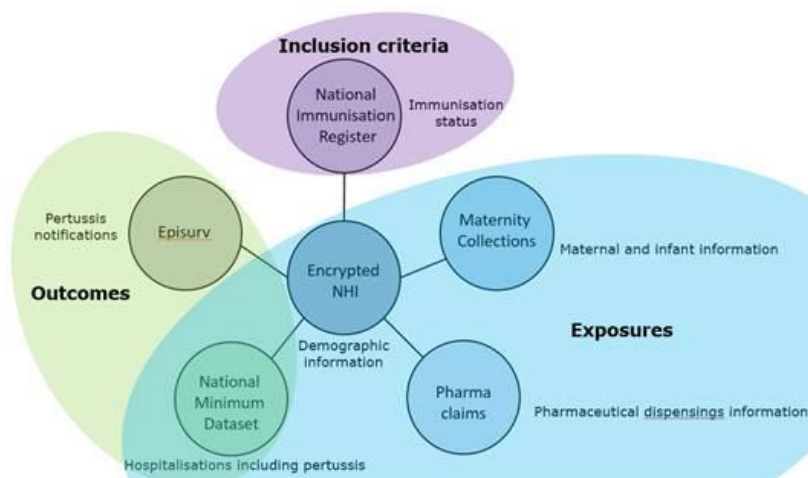 Inclusion criteria
National
Immunisation
Register
Immunisation
status
Pertussis
notifications
Episurv
Maternity
Collections
Maternal and infant information
Encrypted
NHI
Outcomes
Exposures
Demographic
information
National
Minimum
Dataset
Pharma
claims
Pharmaceutical dispensings information
Hospitalisations including pertussis